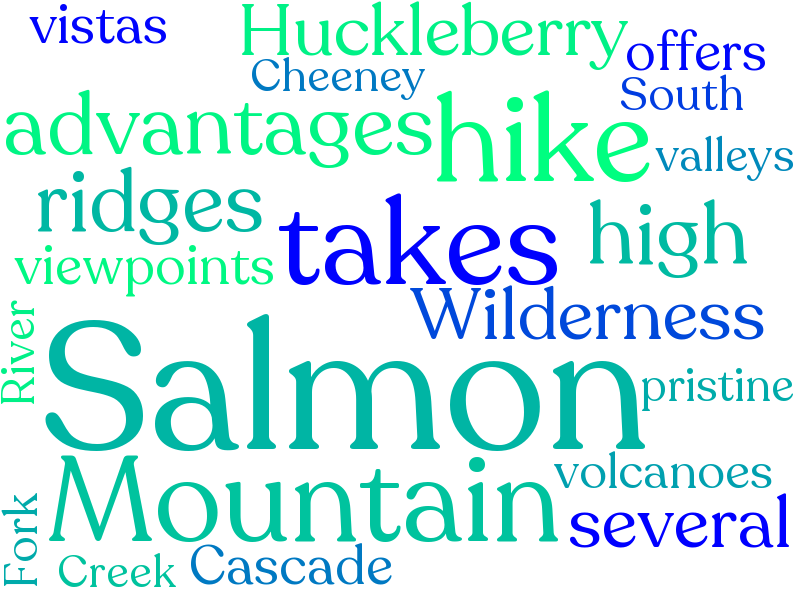 vistas
Huckleberry
offers
Cheeney
South
advantages
hike
valleys
ridges
takes
high
viewpoints
Wilderness
River
Salmon
pristine
Mountain
volcanoes
Fork
several
Creek
Cascade